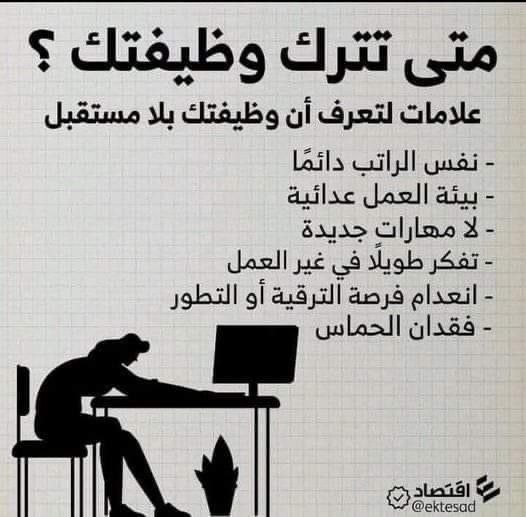 متى تترك وظيفتك ؟
علامات لتعرف أن وظيفتك بلا مستقبل
- نفس الراتب دائمًا
- بيئة العمل عدائية
- لا مهارات جديدة
- تفكر طويلًا في غير العمل
- انعدام فرصة الترقية أو التطور
- فقدان الحماس
اقتصاد
@ektesad